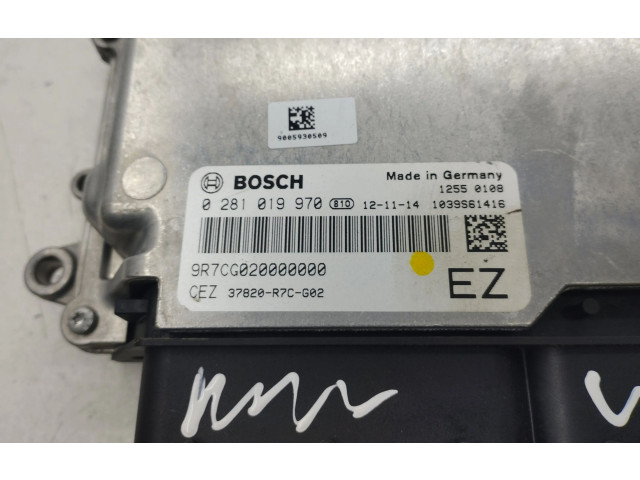 9005930509
BOSCH Made in Germany
1255 0108
0 281 019 970 810 12-11-14 1039S61416
9R7CG020000000
CEZ 37820-R7C-G02
EZ